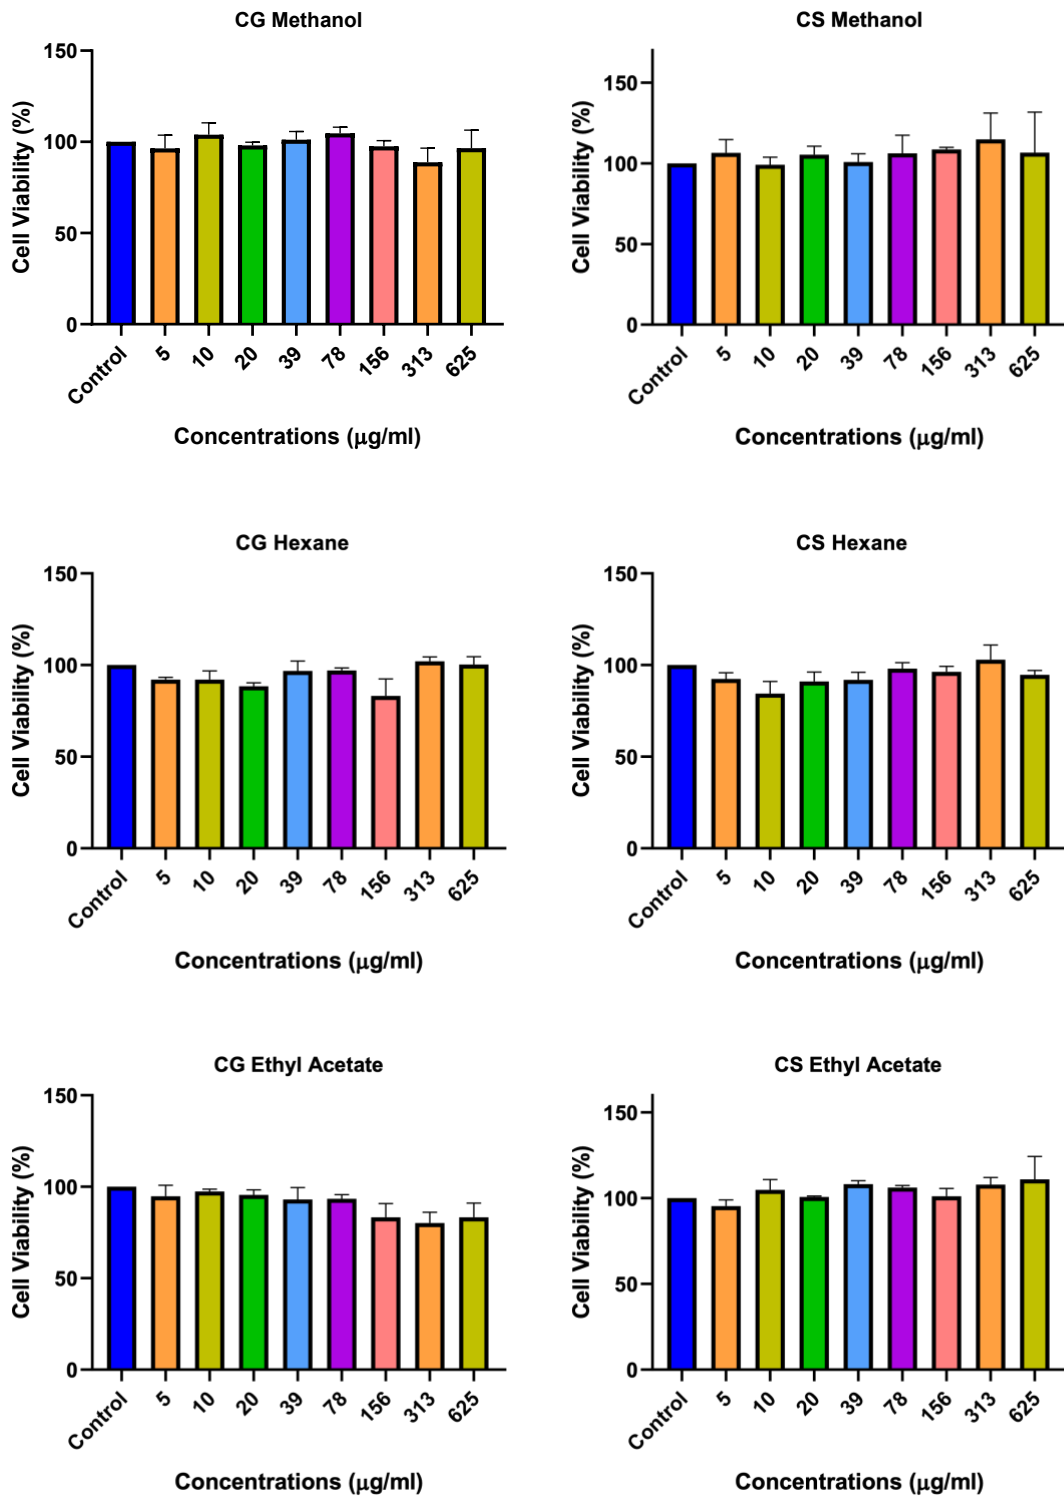 CG Methanol
150
100
50
0
Cell Viability (%)
Control 5 10 20 39 78 156 313 625
Concentrations (μg/ml)
CS Methanol
150
100
50
0
Cell Viability (%)
Control 5 10 20 39 78 156 313 625
Concentrations (μg/ml)
CG Hexane
150
100
50
0
Cell Viability (%)
Control 5 10 20 39 78 156 313 625
Concentrations (μg/ml)
CS Hexane
150
100
50
0
Cell Viability (%)
Control 5 10 20 39 78 156 313 625
Concentrations (μg/ml)
CG Ethyl Acetate
150
100
50
0
Cell Viability (%)
Control 5 10 20 39 78 156 313 625
Concentrations (μg/ml)
CS Ethyl Acetate
150
100
50
0
Cell Viability (%)
Control 5 10 20 39 78 156 313 625
Concentrations (μg/ml)